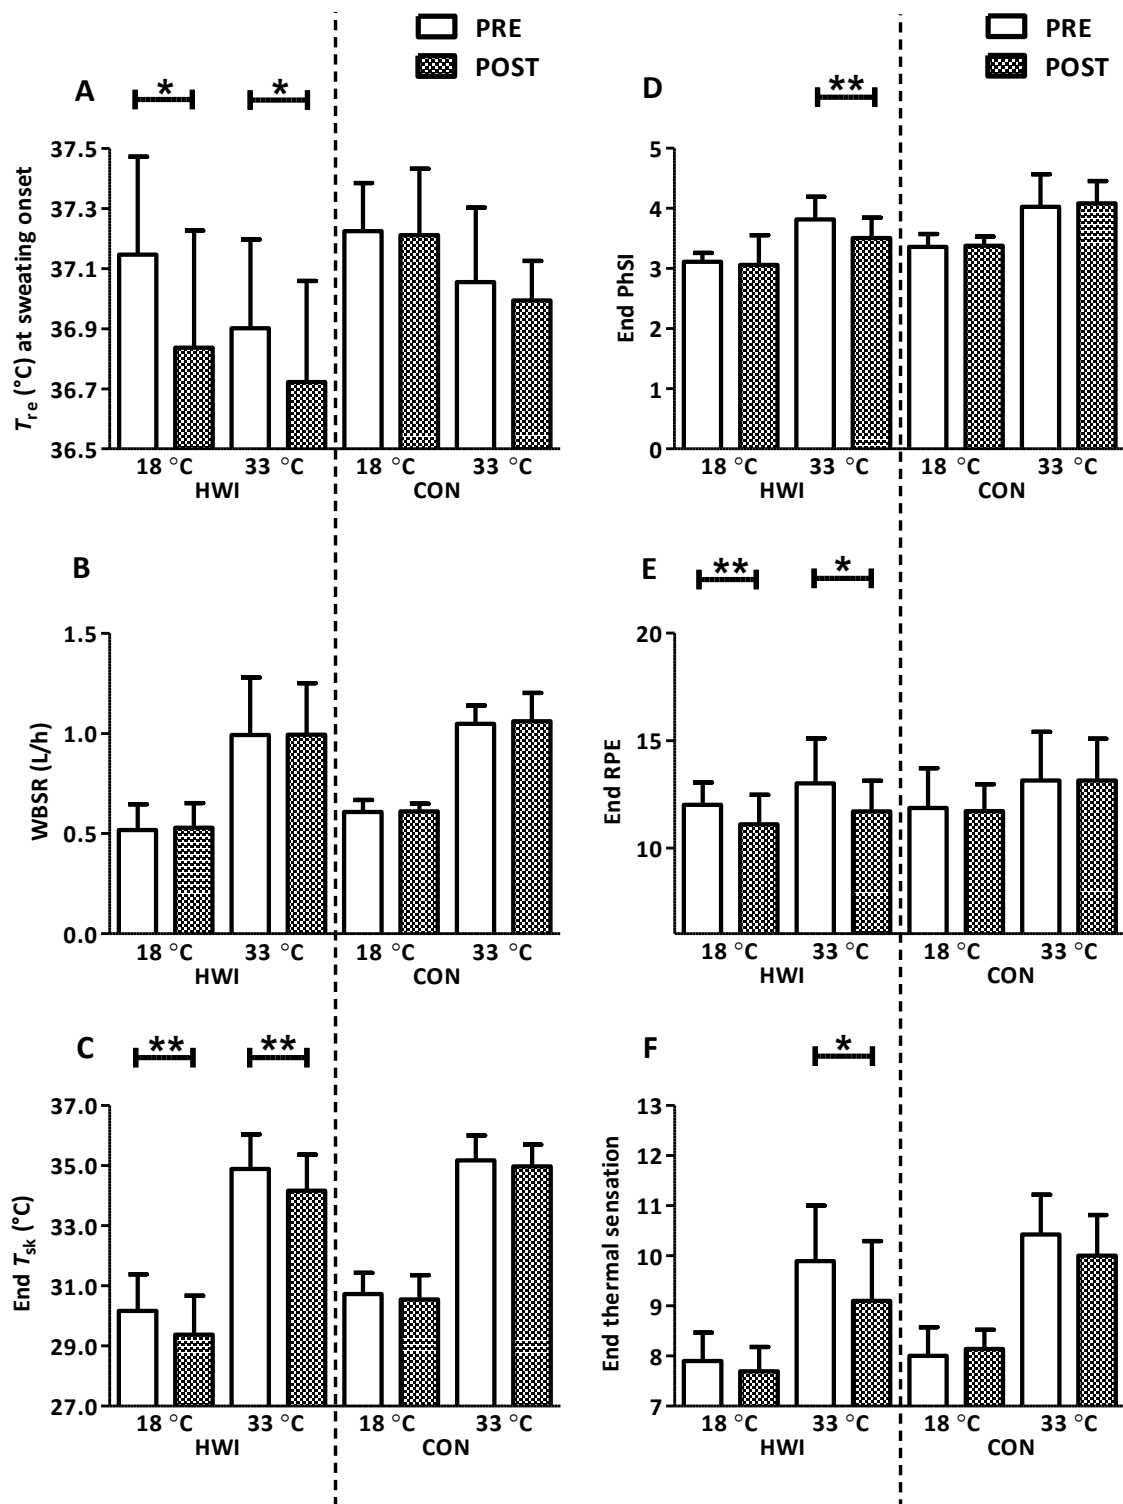 PRE
POST
PRE
POST
A
*
*
37.5
37.3
37.1
36.9
36.7
36.5
Tre (°C) at sweating onset
18 °C
33 °C
18 °C
33 °C
HWI
CON
D
**
5
4
3
2
1
0
End PhSI
18 °C
33 °C
18 °C
33 °C
HWI
CON
B
1.5
1.0
0.5
0.0
WBSR (L/h)
18 °C
33 °C
18 °C
33 °C
HWI
CON
E
**
*
20
15
10
End RPE
18 °C
33 °C
18 °C
33 °C
HWI
CON
C
**
**
37.0
35.0
33.0
31.0
29.0
27.0
End Tsk (°C)
18 °C
33 °C
18 °C
33 °C
HWI
CON
F
*
13
12
11
10
9
8
7
End thermal sensation
18 °C
33 °C
18 °C
33 °C
HWI
CON